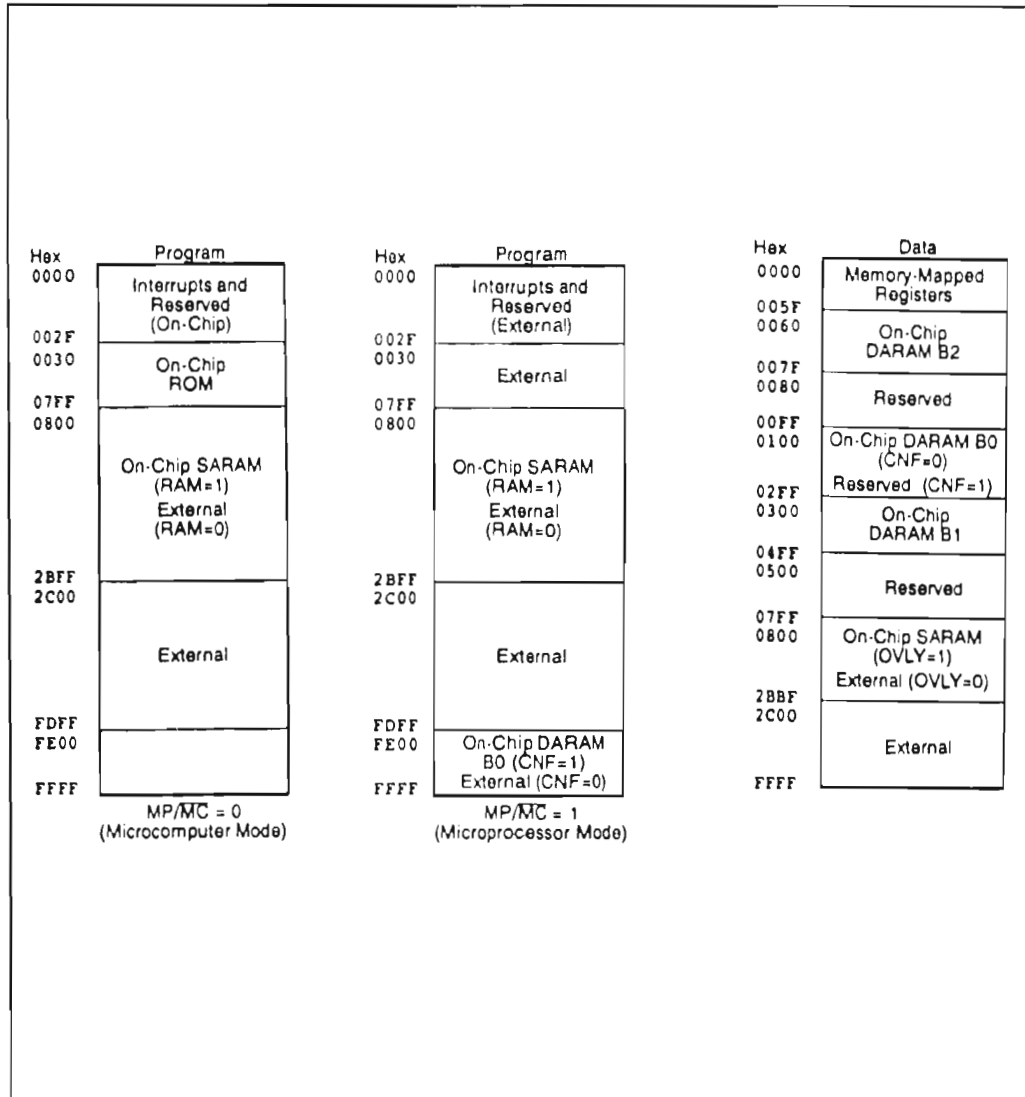 Hex Program
0000
Interrupts and
Reserved
(On-Chip)
002F
0030
On-Chip
ROM
07FF
0800
On-Chip SARAM
(RAM=1)
External
(RAM=0)
2BFF
2C00
External
FDFF
FE00
FFFF
MP/M̅C̅ = 0
(Microcomputer Mode)
Hex Program
0000
Interrupts and
Reserved
(External)
002F
0030
External
07FF
0800
On-Chip SARAM
(RAM=1)
External
(RAM=0)
2BFF
2C00
External
FDFF
FE00
On-Chip DARAM
B0 (CNF=1)
External (CNF=0)
FFFF
MP/M̅C̅ = 1
(Microprocessor Mode)
Hex Data
0000
Memory-Mapped
Registers
005F
0060
On-Chip
DARAM B2
007F
0080
Reserved
00FF
0100
On-Chip DARAM B0
(CNF=0)
Reserved (CNF=1)
02FF
0300
On-Chip
DARAM B1
04FF
0500
Reserved
07FF
0800
On-Chip SARAM
(OVLY=1)
External (OVLY=0)
2BBF
2C00
External
FFFF